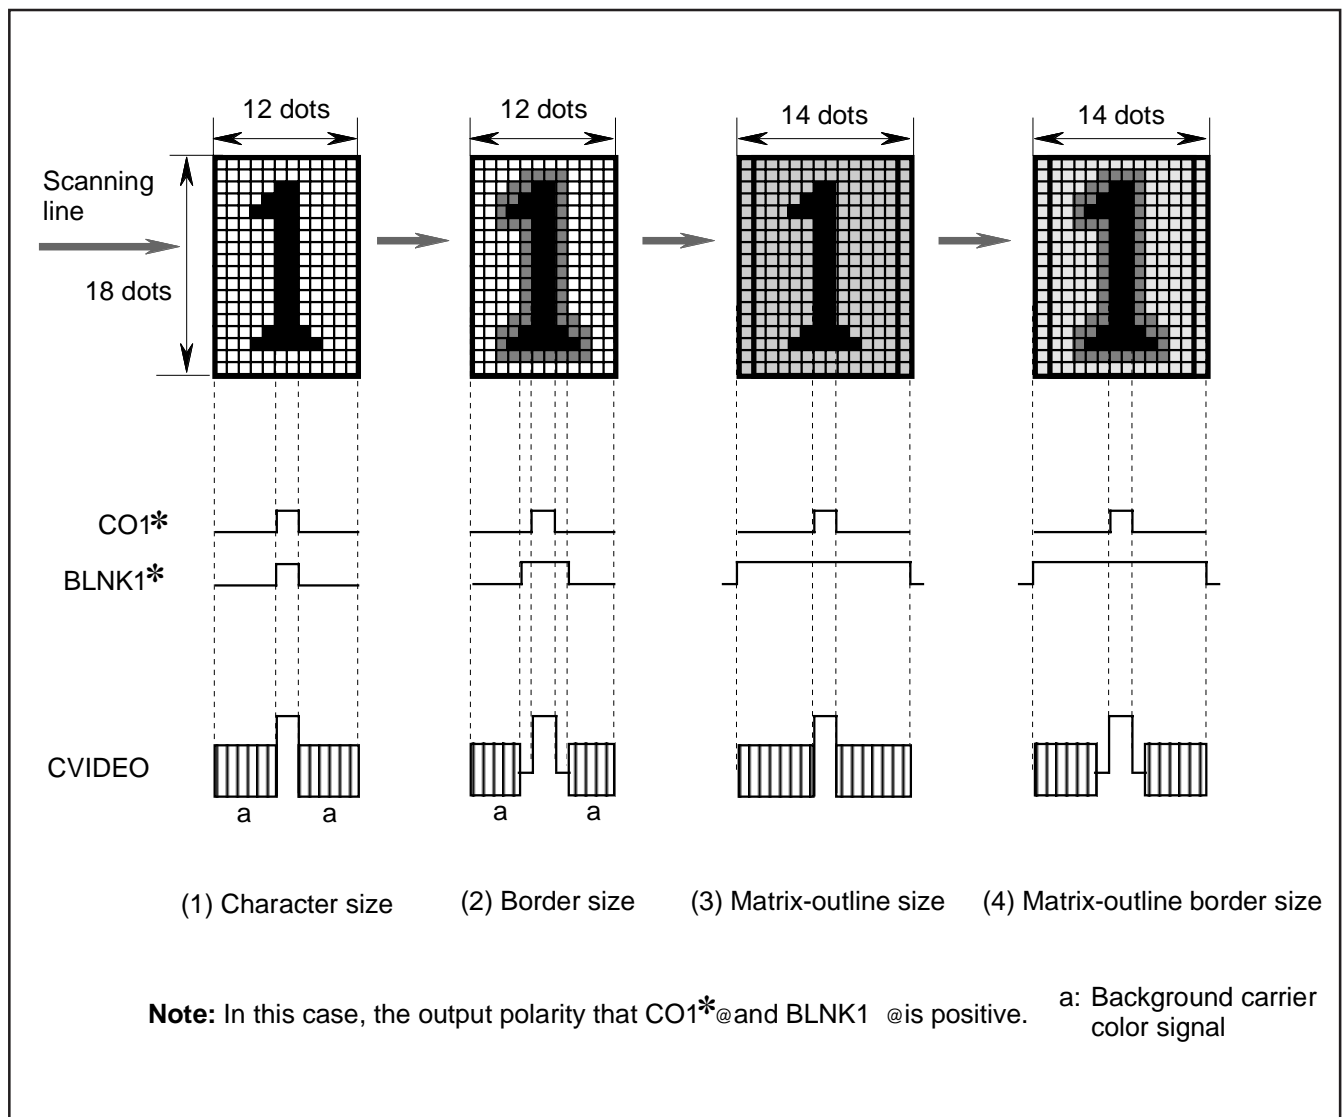 12 dots
12 dots
14 dots
14 dots
Scanning
line
18 dots
CO1*
BLNK1*
CVIDEO
a
a
a
a
(1) Character size
(2) Border size
(3) Matrix-outline size
(4) Matrix-outline border size
Note: In this case, the output polarity that CO1*@and BLNK1 @is positive.
a: Background carrier
color signal